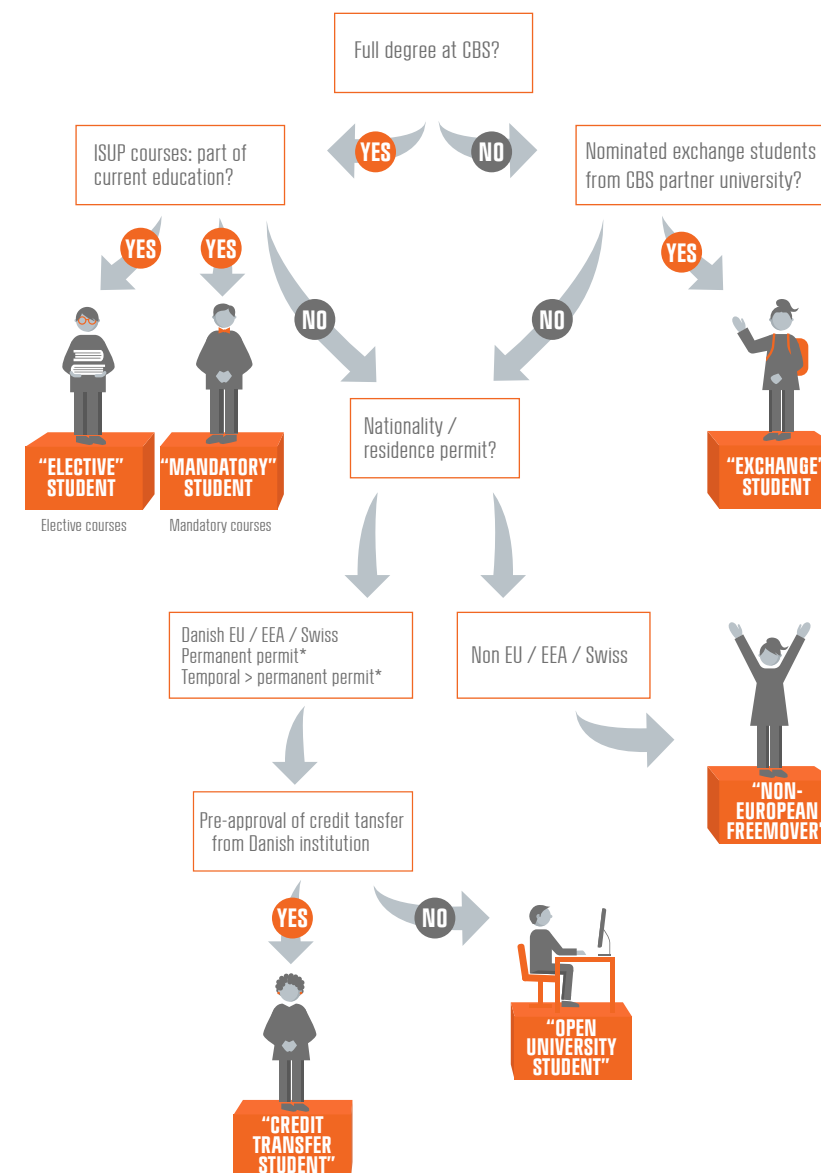 Full degree at CBS?
ISUP courses: part of
current education?
YES
NO
Nominated exchange students
from CBS partner university?
YES
YES
YES
NO
NO
Nationality /
residence permit?
"ELECTIVE"
STUDENT
"MANDATORY"
STUDENT
"EXCHANGE"
STUDENT
Elective courses
Mandatory courses
Danish EU / EEA / Swiss
Permanent permit*
Temporal > permanent permit*
Non EU / EEA / Swiss
"NON-
EUROPEAN
FREEMOVER"
Pre-approval of credit tansfer
from Danish institution
YES
NO
"OPEN
UNIVERSITY
STUDENT"
"CREDIT
TRANSFER
STUDENT"